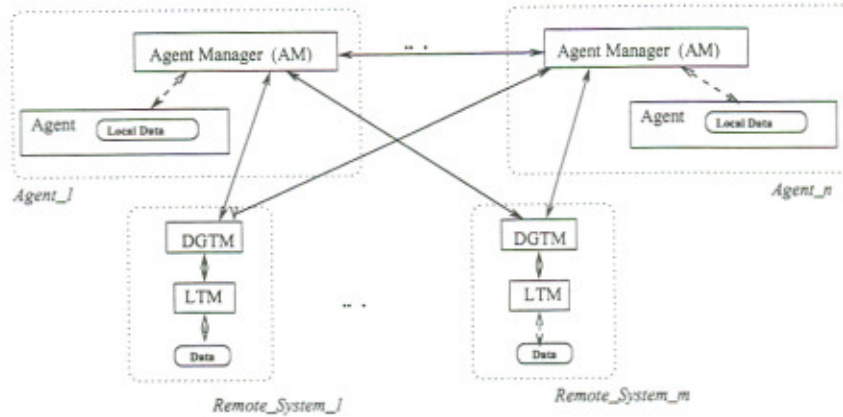 Agent Manager (AM)
.. .
Agent Manager (AM)
Agent
Local Data
Agent
Local Data
Agent_1
Agent_n
DGTM
DGTM
LTM
.. .
LTM
Data
Data
Remote_System_1
Remote_System_m